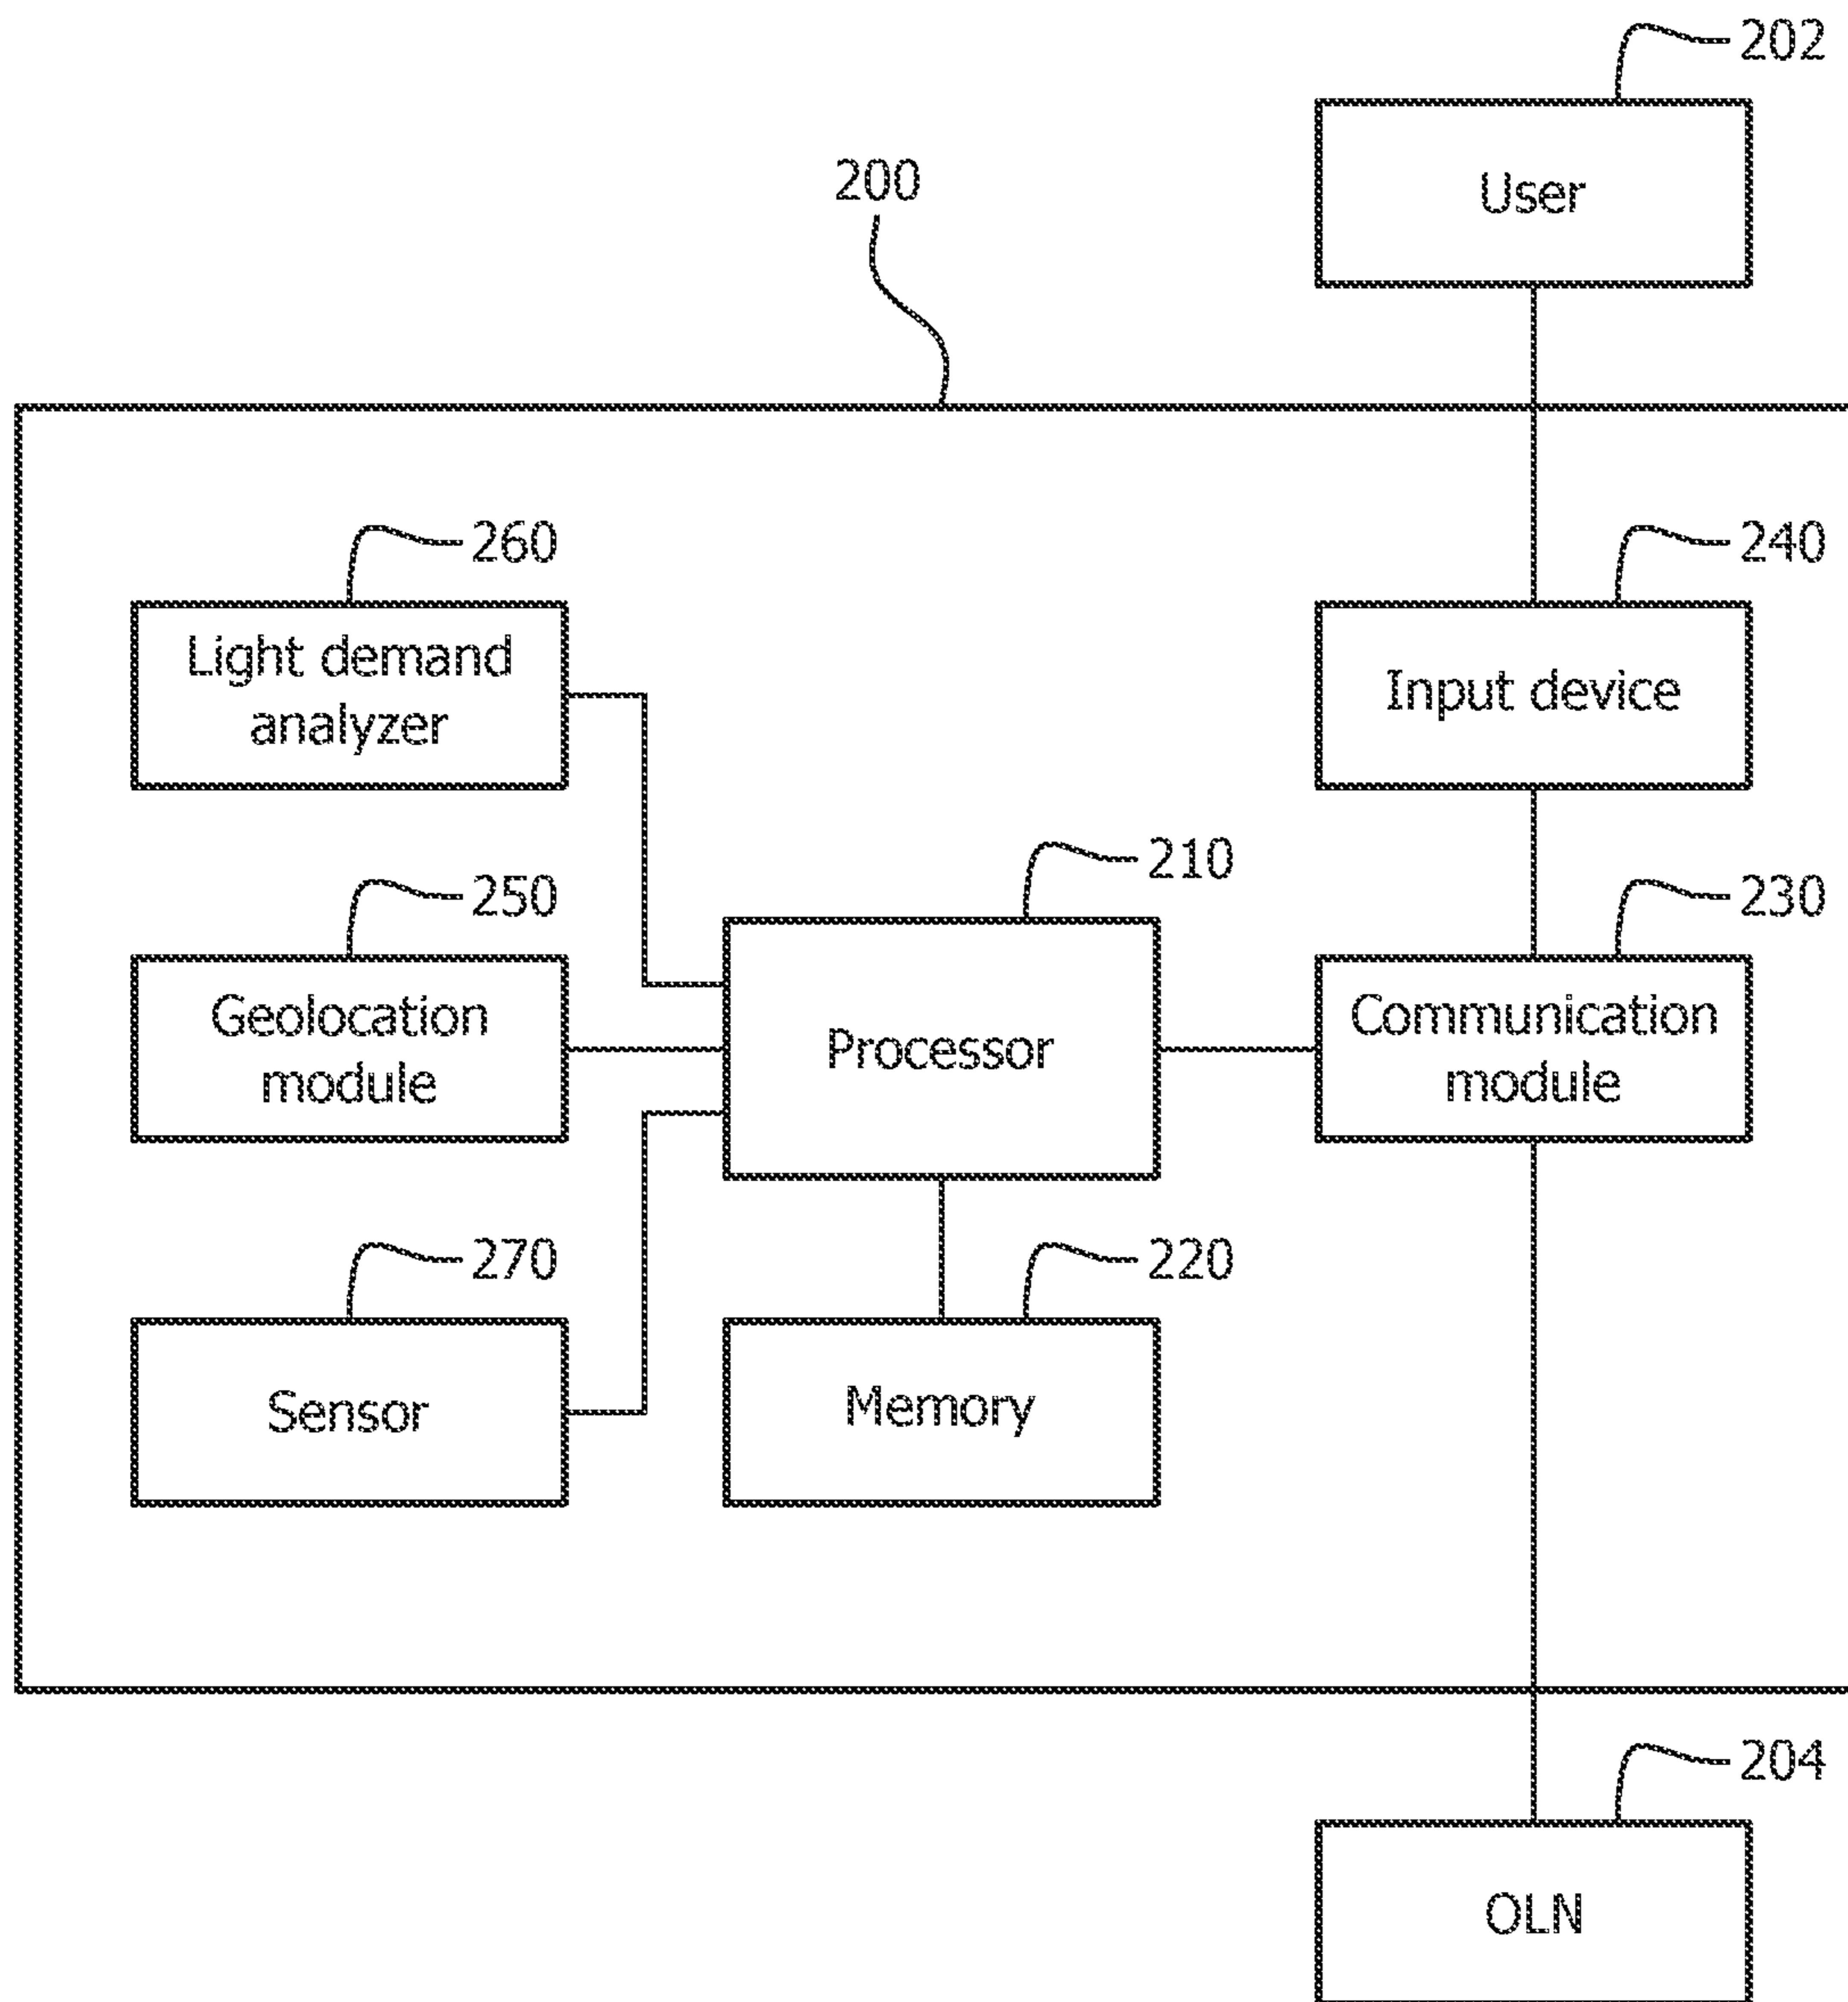 202
User
200
260
Light demand
analyzer
240
Input device
210
250
Geolocation
module
Processor
230
Communication
module
270
Sensor
220
Memory
204
OLN